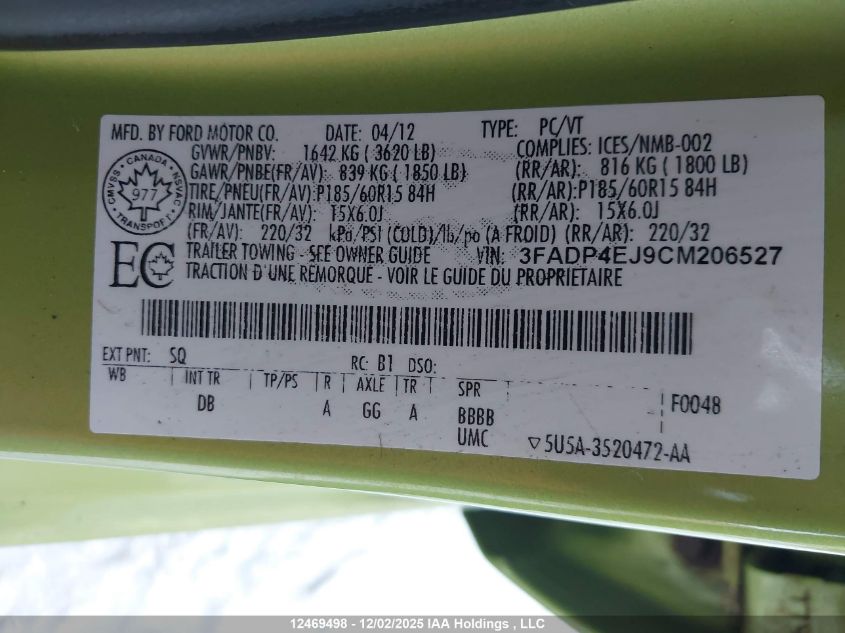 MFD. BY FORD MOTOR CO. DATE: 04/12 TYPE: PC/VT
GVWR/PNBV: 1642 KG ( 3620 LB) COMPLIES: ICES/NMB-002
GAWR/PNBE(FR/AV): 839 KG ( 1850 LB) (RR/AR): 816 KG ( 1800 LB)
TIRE/PNEU(FR/AV):P185/60R15 84H (RR/AR):P185/60R15 84H
RIM/JANTE(FR/AV): 15X6.0J (RR/AR): 15X6.0J
(FR/AV): 220/32 kPa/PSI (COLD)/lb/po (A FROID) (RR/AR): 220/32
TRAILER TOWING - SEE OWNER GUIDE VIN: 3FADP4EJ9CM206527
TRACTION D'UNE REMORQUE - VOIR LE GUIDE DU PROPRIETAIRE
CANADA
CMVSS NSVAC
977
TRANSPORT
EC
EXT PNT: SQ RC: B1 DSO:
WB INT TR TP/PS R AXLE TR SPR F0048
DB A GG A BBBB
UMC ▽5U5A-3520472-AA
12469498 - 12/02/2025 IAA Holdings , LLC